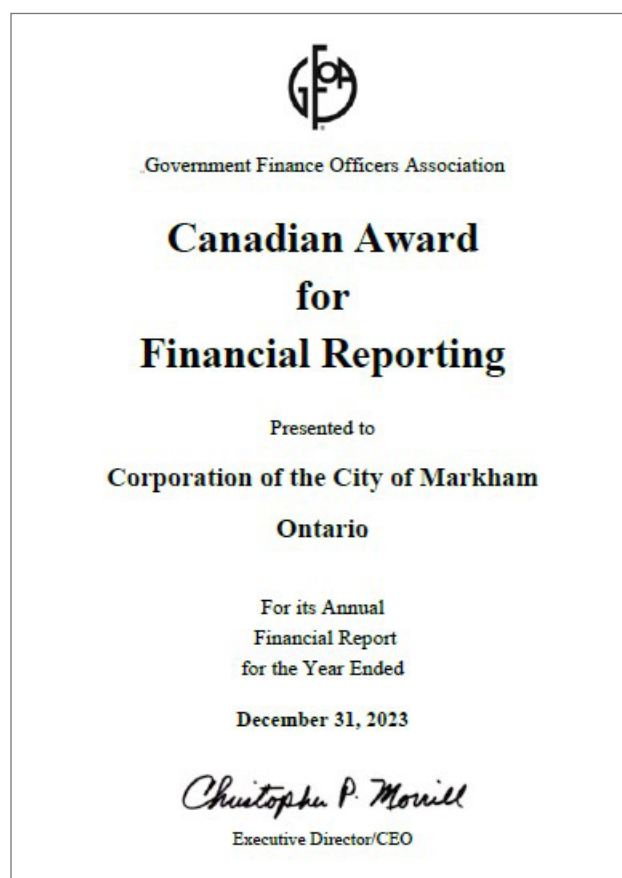 GFOA
Government Finance Officers Association
Canadian Award
for
Financial Reporting
Presented to
Corporation of the City of Markham
Ontario
For its Annual
Financial Report
for the Year Ended
December 31, 2023
Christopher P. Morrill
Executive Director/CEO